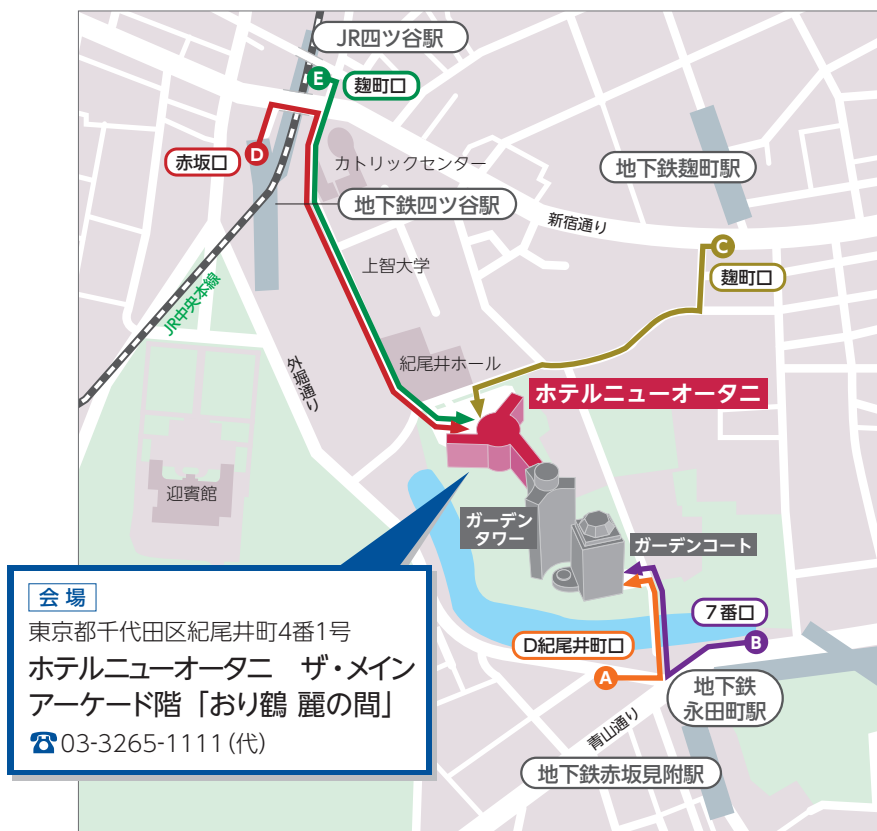 JR四ツ谷駅
E
麹町口
赤坂口
D
カトリックセンター
地下鉄麹町駅
地下鉄四ツ谷駅
新宿通り
C
麹町口
上智大学
JR中央本線
外堀通り
紀尾井ホール
ホテルニューオータニ
迎賓館
ガーデン
タワー
ガーデンコート
7番口
B
D紀尾井町口
A
地下鉄
永田町駅
青山通り
地下鉄赤坂見附駅
会場
東京都千代田区紀尾井町4番1号
ホテルニューオータニ ザ・メイン
アーケード階「おり鶴 麗の間」
☎03-3265-1111(代)